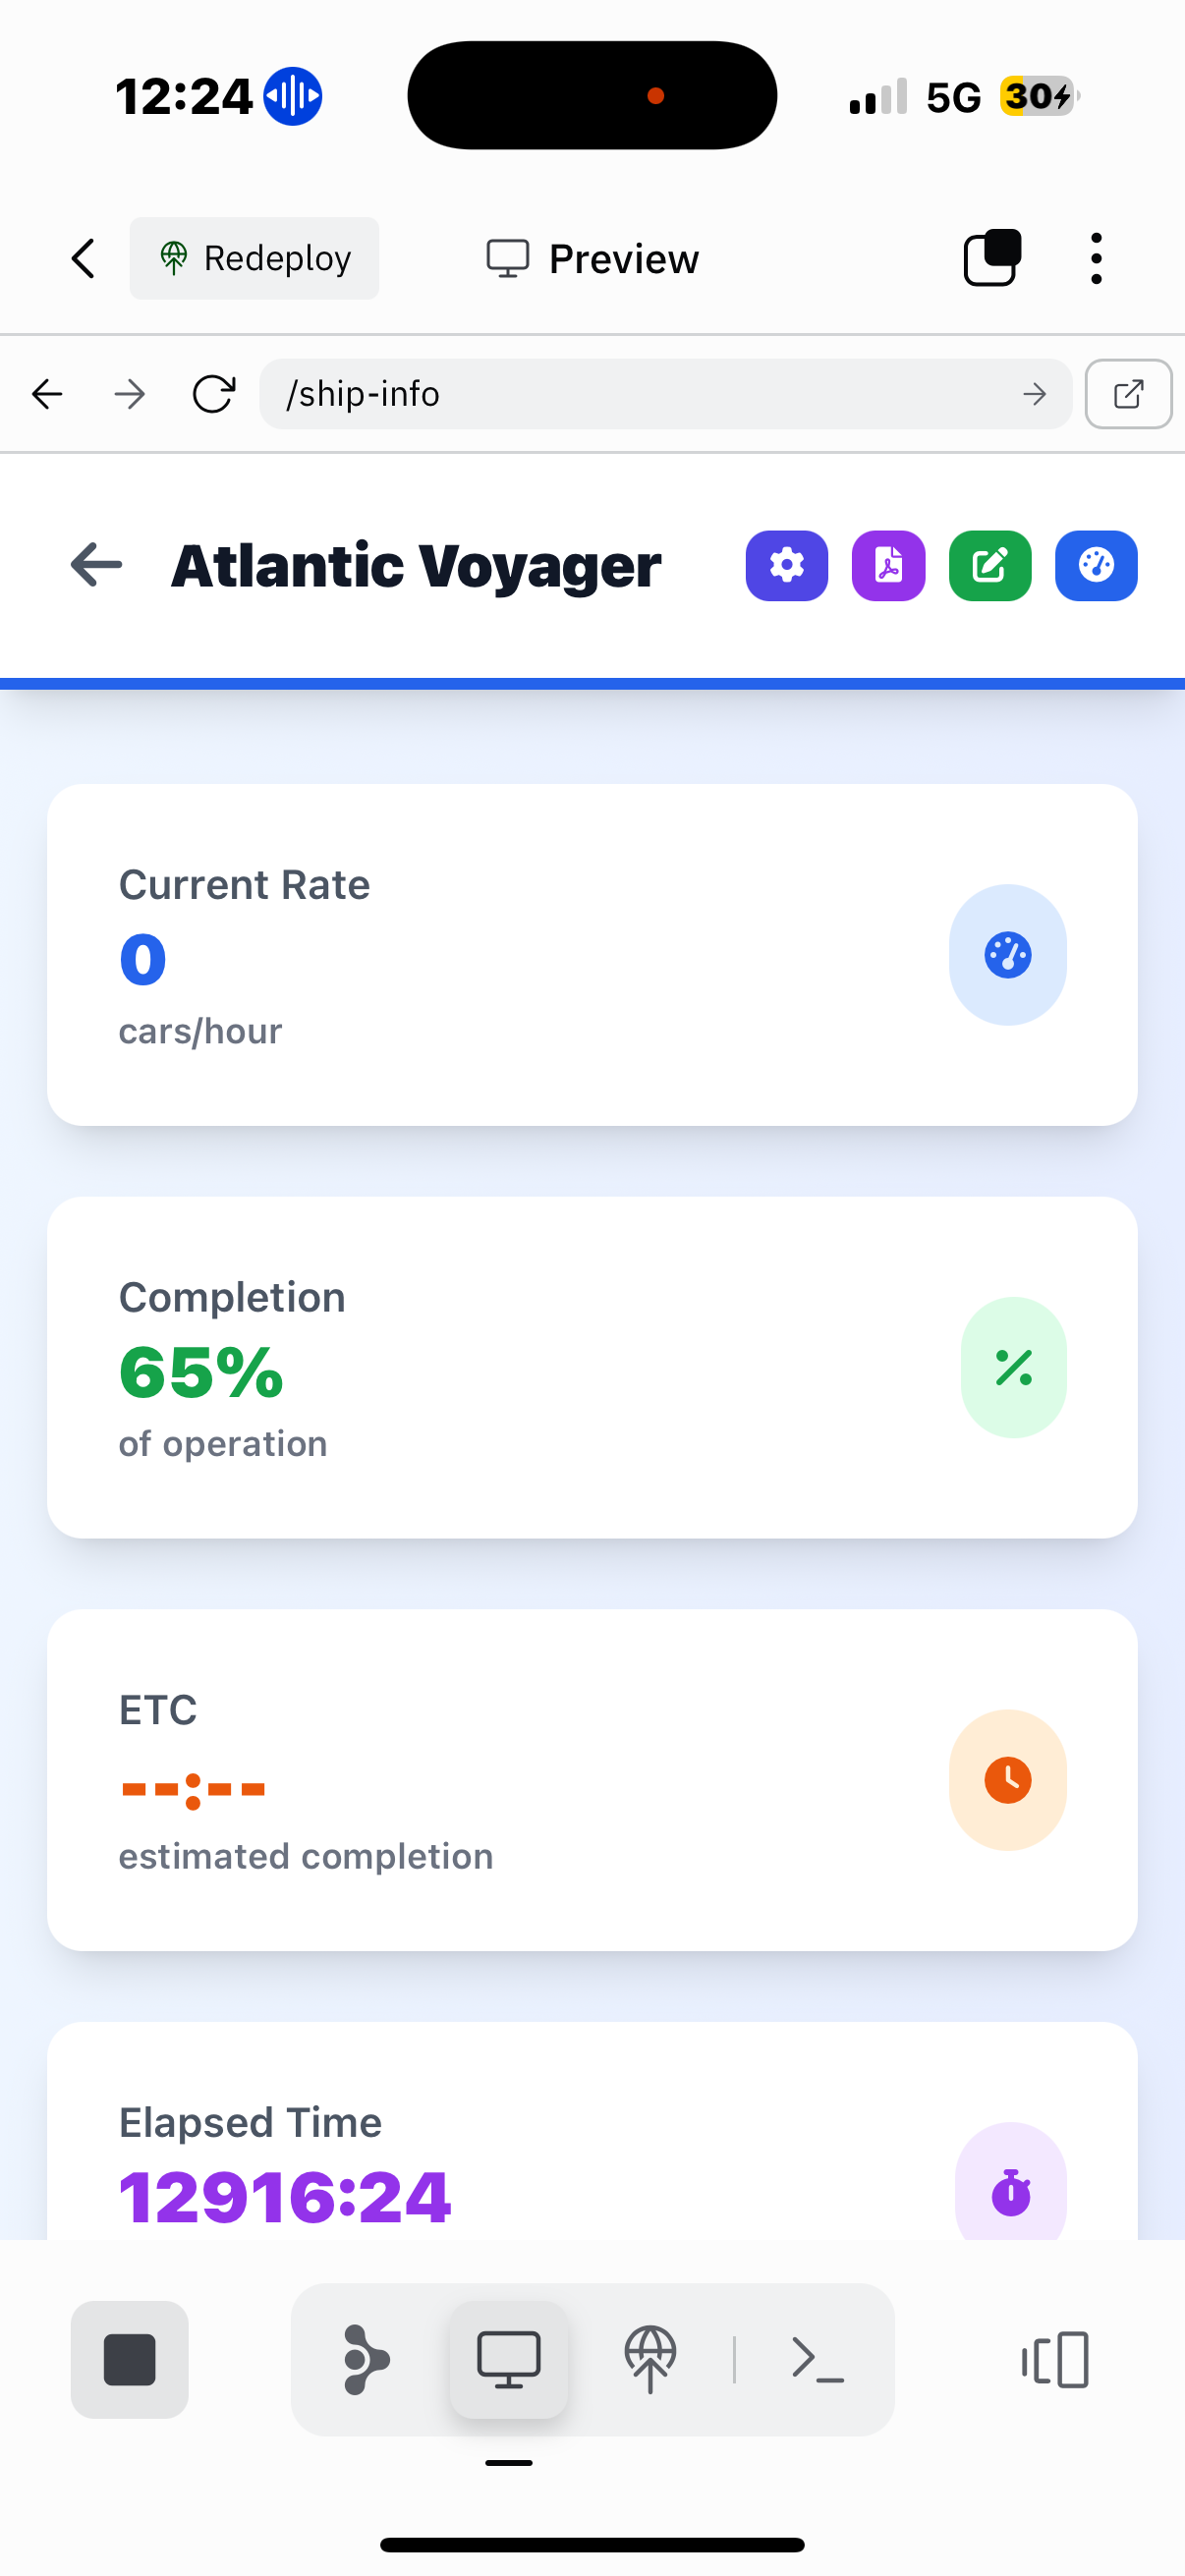 12:24
5G
30
Redeploy
Preview
/ship-info
Atlantic Voyager
Current Rate
0
cars/hour
Completion
65%
of operation
ETC
--:--
estimated completion
Elapsed Time
12916:24